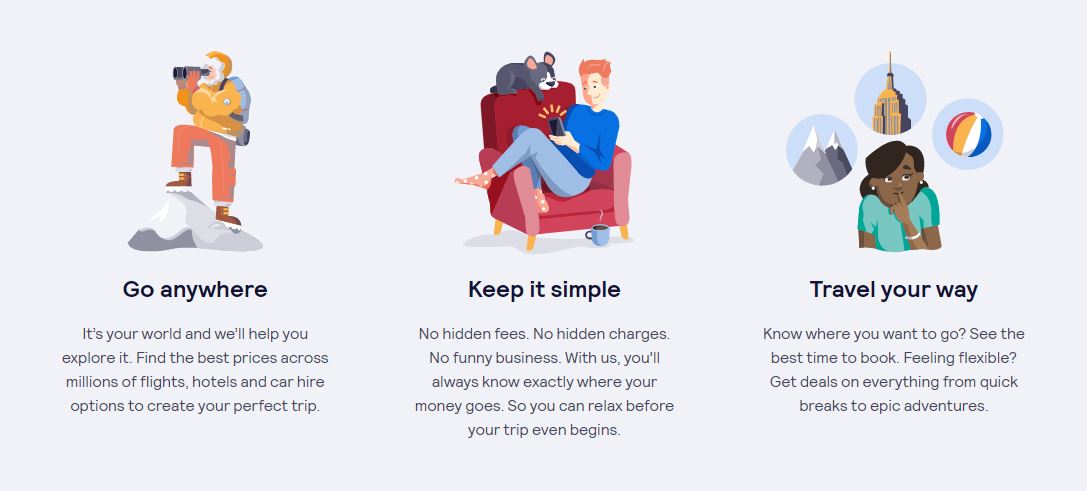 Go anywhere
It's your world and we'll help you
explore it. Find the best prices across
millions of flights, hotels and car hire
options to create your perfect trip.
Keep it simple
No hidden fees. No hidden charges.
No funny business. With us, you'll
always know exactly where your
money goes. So you can relax before
your trip even begins.
Travel your way
Know where you want to go? See the
best time to book. Feeling flexible?
Get deals on everything from quick
breaks to epic adventures.